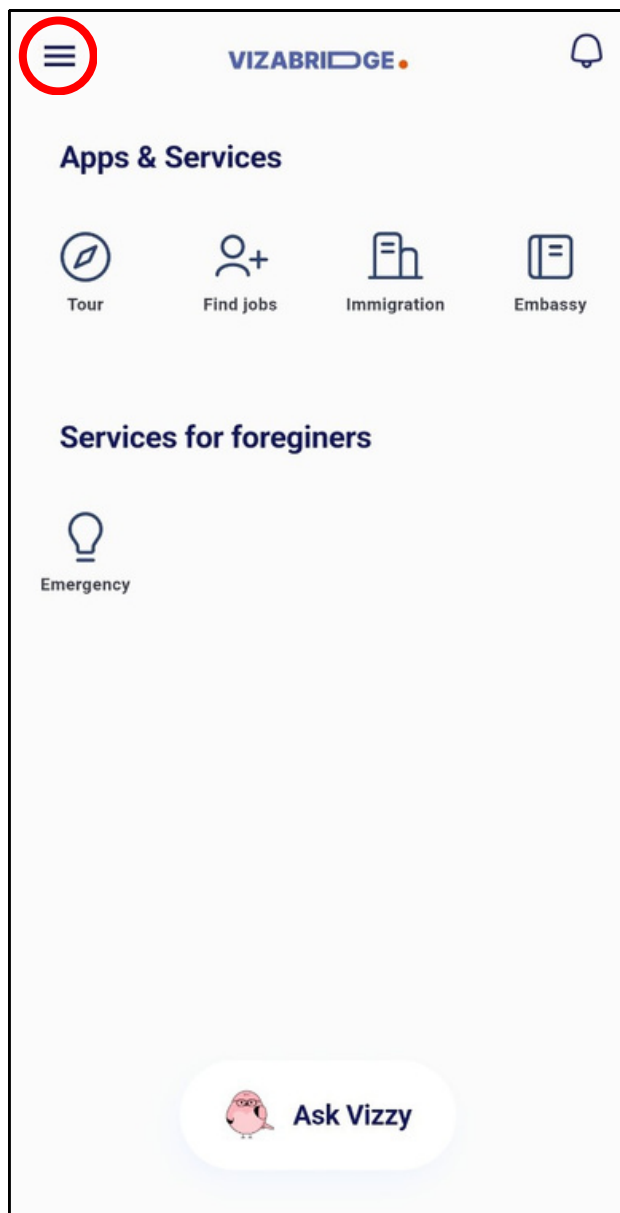 VIZABRIDGE.
Apps & Services
Tour Find jobs Immigration Embassy
Services for foreginers
Emergency
Ask Vizzy